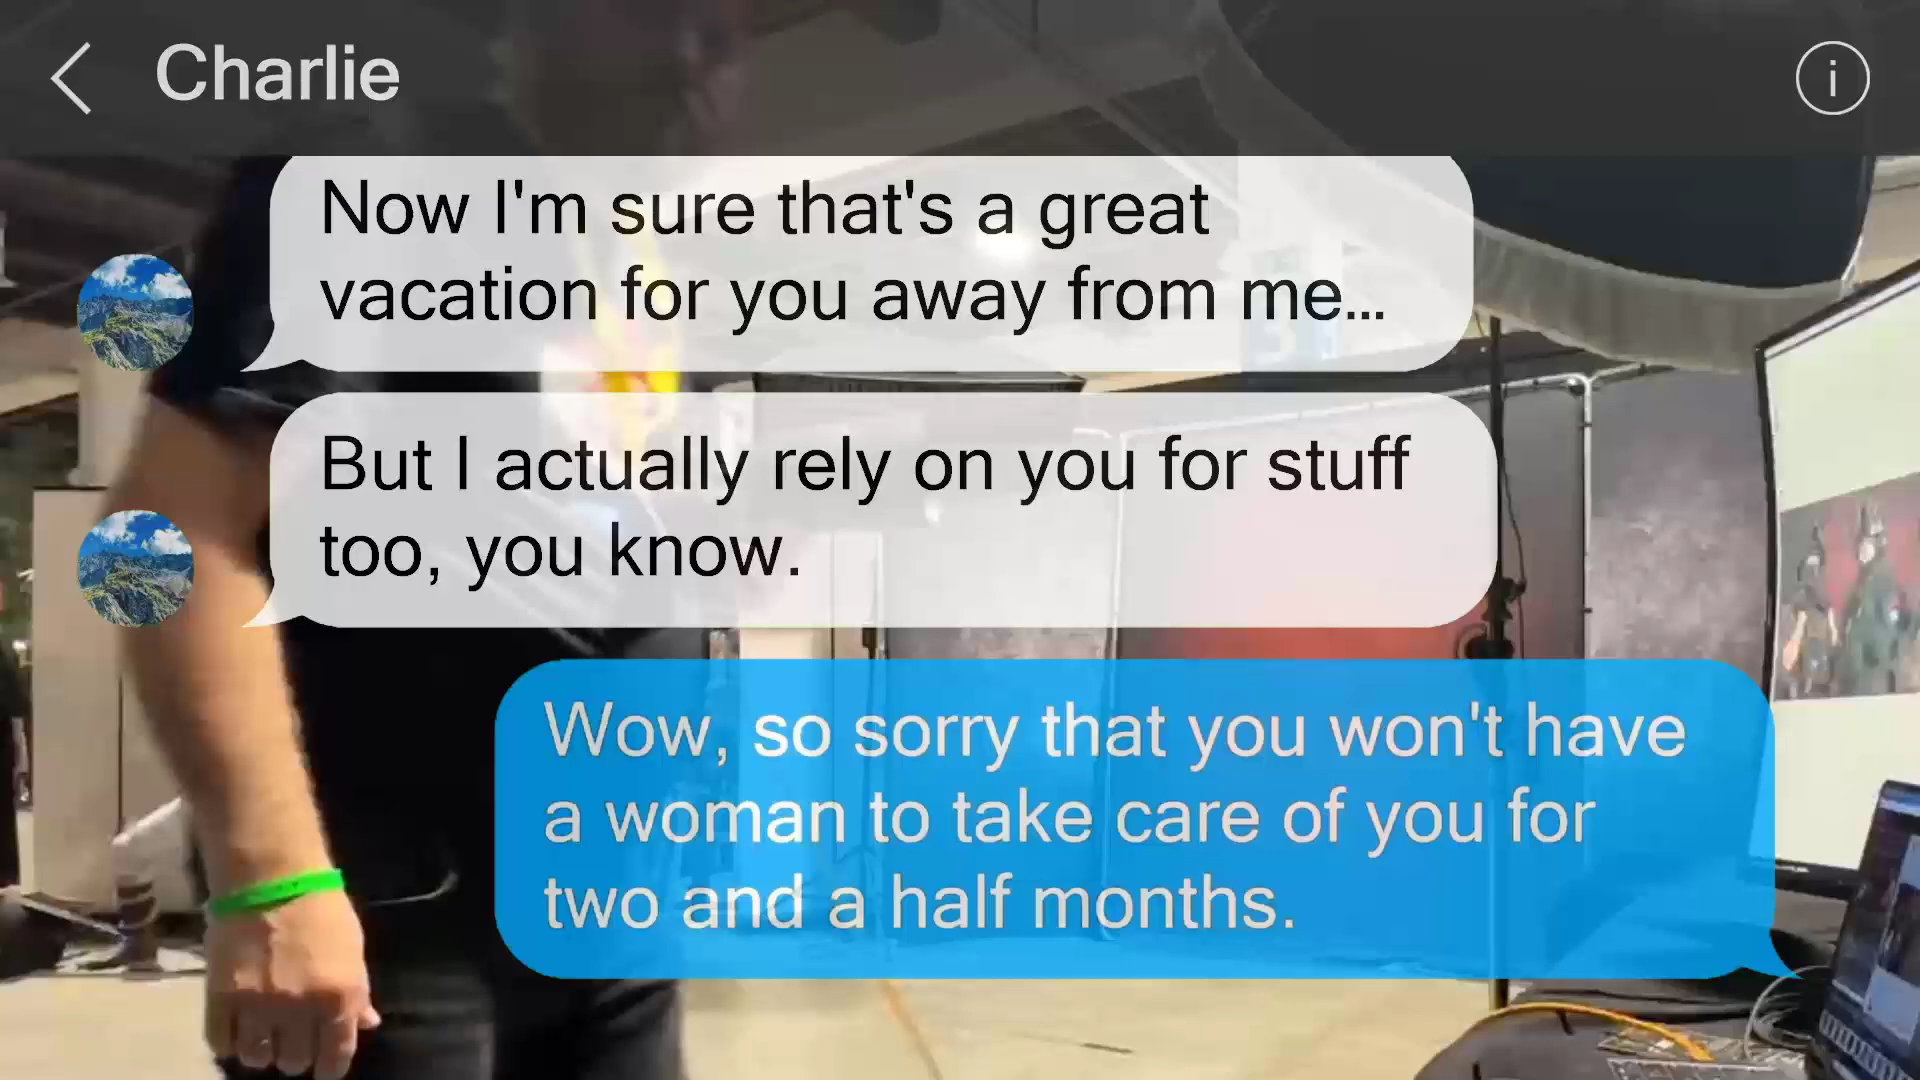 Charlie
Now I'm sure that's a great
vacation for you away from me...
But I actually rely on you for stuff
too, you know.
Wow, so sorry that you won't have
a woman to take care of you for
two and a half months.